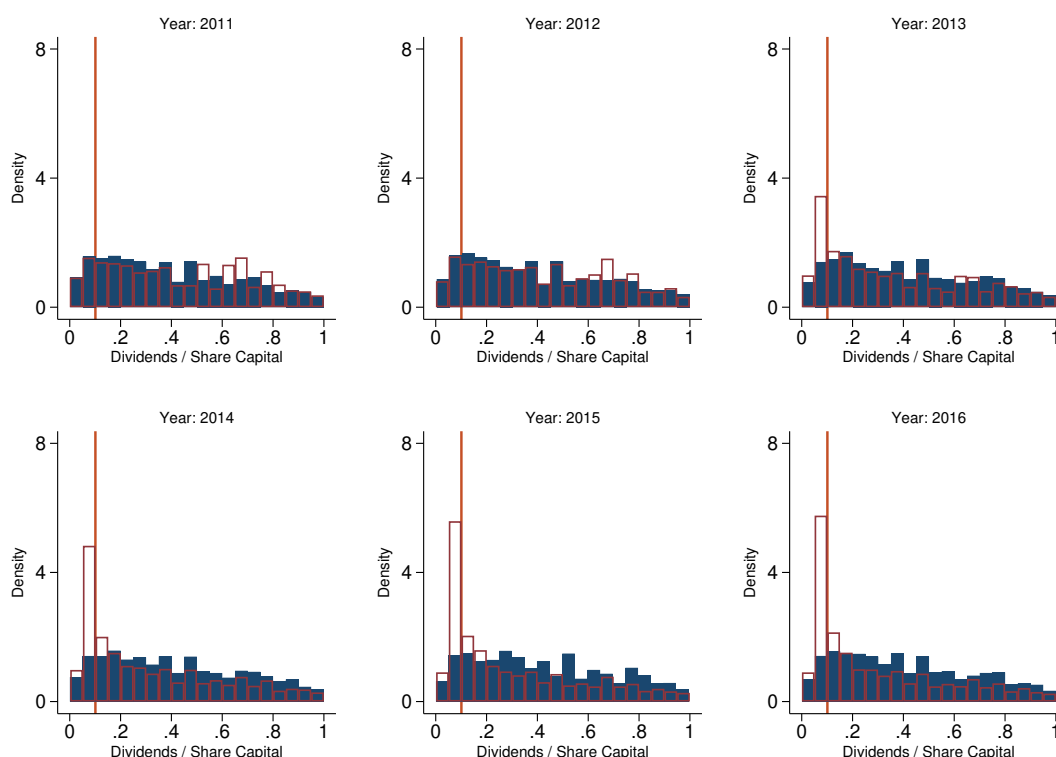 Year: 2011
8
4
0
Density
0 .2 .4 .6 .8 1
Dividends / Share Capital
Year: 2012
8
4
0
Density
0 .2 .4 .6 .8 1
Dividends / Share Capital
Year: 2013
8
4
0
Density
0 .2 .4 .6 .8 1
Dividends / Share Capital
Year: 2014
8
4
0
Density
0 .2 .4 .6 .8 1
Dividends / Share Capital
Year: 2015
8
4
0
Density
0 .2 .4 .6 .8 1
Dividends / Share Capital
Year: 2016
8
4
0
Density
0 .2 .4 .6 .8 1
Dividends / Share Capital